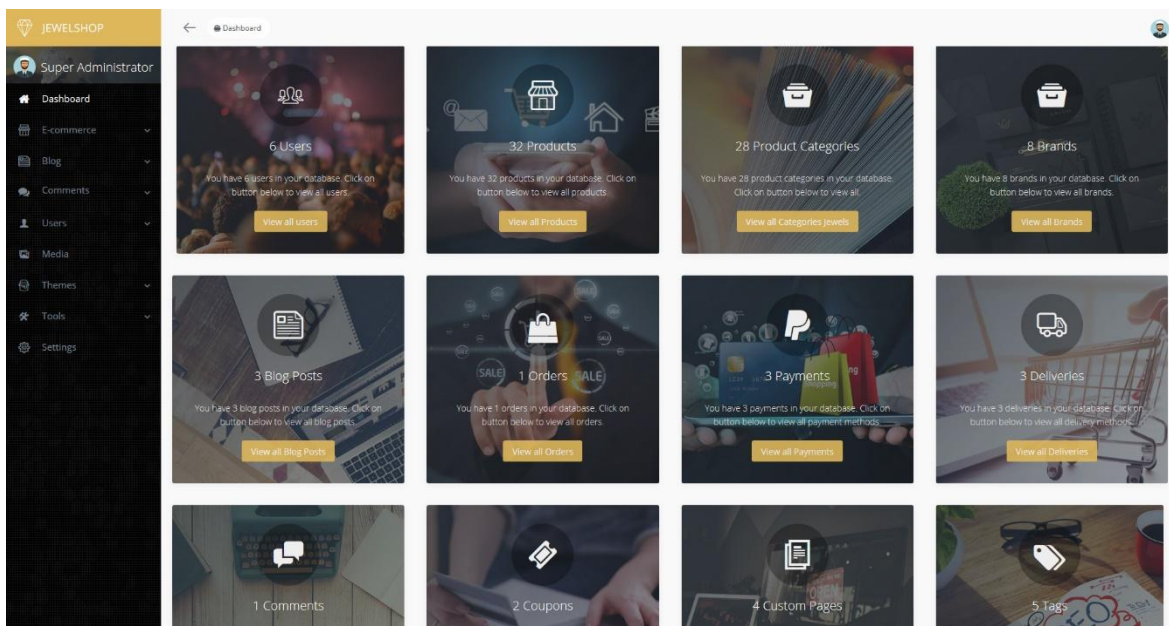 JEWELSHOP
Dashboard
Super Administrator
Dashboard
E-commerce
Blog
Comments
Users
Media
Themes
Tools
Settings
6 Users
You have 6 users in your database. Click on
button below to view all users.
View all users
32 Products
You have 32 products in your database. Click on
button below to view all products.
View all Products
28 Product Categories
You have 28 product categories in your database.
Click on button below to view all.
View all Categories Jewels
8 Brands
You have 8 brands in your database. Click on
button below to view all brands.
View all Brands
3 Blog Posts
You have 3 blog posts in your database. Click on
button below to view all blog posts.
View all Blog Posts
SALE
SALE
SALE
1 Orders
You have 1 orders in your database. Click on
button below to view all orders.
View all Orders
3 Payments
shopping
You have 3 payments in your database. Click on
button below to view all payment methods.
View all Payments
3 Deliveries
You have 3 deliveries in your database. Click on
button below to view all delivery methods.
View all Deliveries
1 Comments
2 Coupons
OPEN
4 Custom Pages
5 Tags
SEO